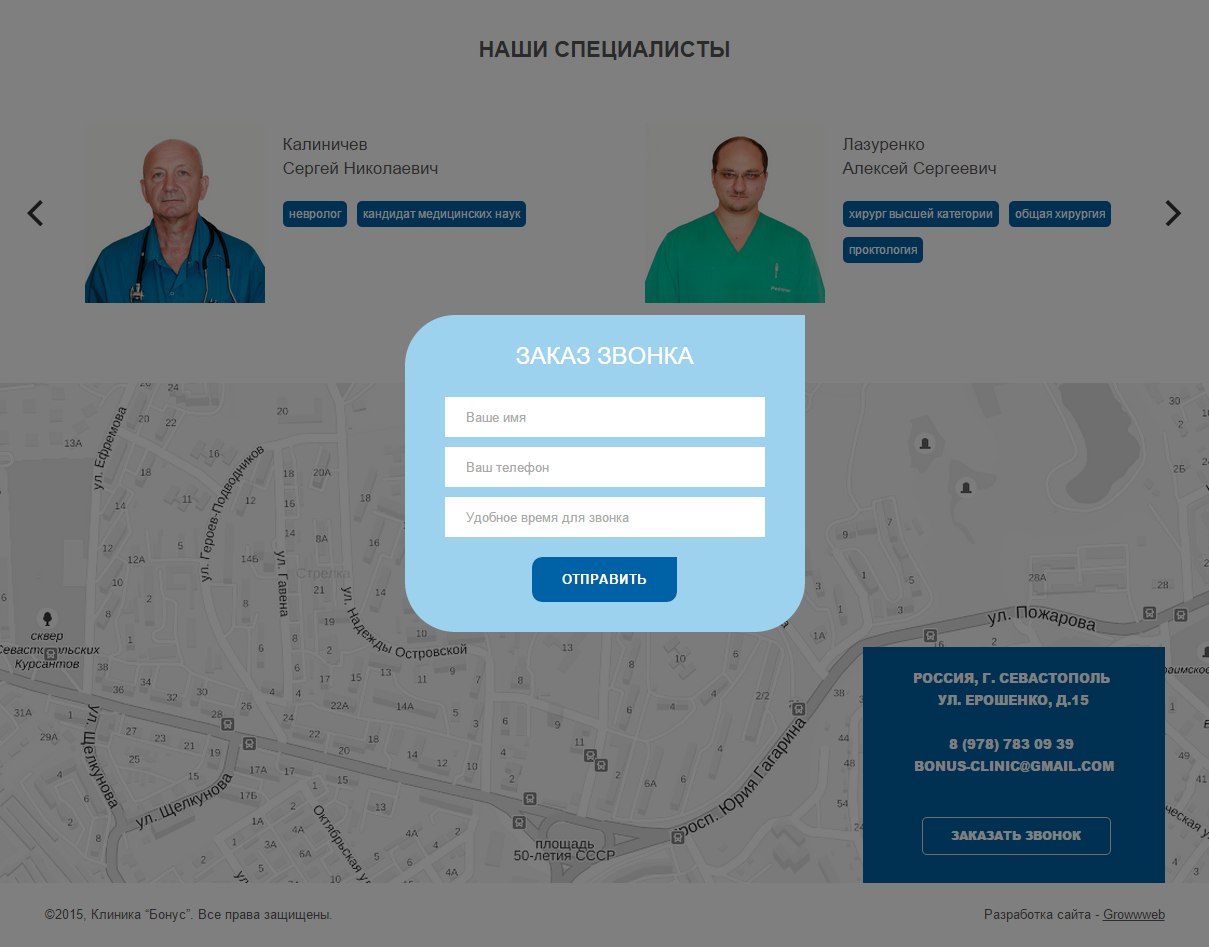 НАШИ СПЕЦИАЛИСТЫ
Калиничев
Сергей Николаевич
невролог
кандидат медицинских наук
Лазуренко
Алексей Сергеевич
хирург высшей категории
общая хирургия
проктология
ЗАКАЗ ЗВОНКА
Ваше имя
Ваш телефон
Удобное время для звонка
ОТПРАВИТЬ
ул. Ефремова
ул. Героев-Подводников
ул. Гавена
Стрелка
ул. Надежды Островской
сквер
Севастопольских
Курсантов
ул. Щелкунова
ул. Щелкунова
Октябрьская ул.
площадь
50-летия СССР
просп. Юрия Гагарина
ул. Пожарова
РОССИЯ, Г. СЕВАСТОПОЛЬ
УЛ. ЕРОШЕНКО, Д.15
8 (978) 783 09 39
BONUS-CLINIC@GMAIL.COM
ЗАКАЗАТЬ ЗВОНОК
©2015, Клиника “Бонус”. Все права защищены.
Разработка сайта - Growwweb